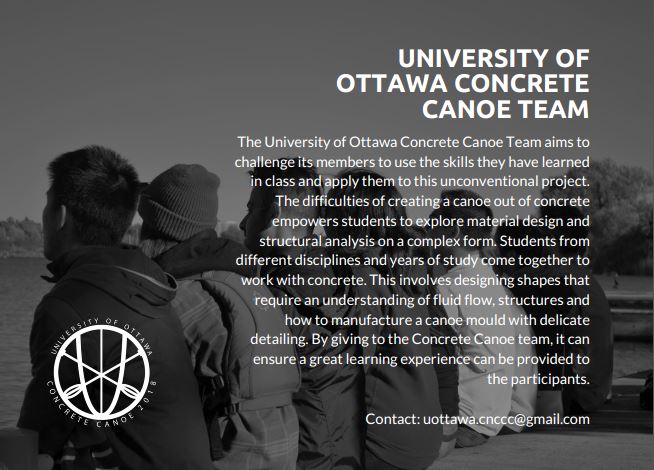 UNIVERSITY OF
OTTAWA CONCRETE
CANOE TEAM
The University of Ottawa Concrete Canoe Team aims to
challenge its members to use the skills they have learned
in class and apply them to this unconventional project.
The difficulties of creating a canoe out of concrete
empowers students to explore material design and
structural analysis on a complex form. Students from
different disciplines and years of study come together to
work with concrete. This involves designing shapes that
require an understanding of fluid flow, structures and
how to manufacture a canoe mould with delicate
detailing. By giving to the Concrete Canoe team, it can
ensure a great learning experience can be provided to
the participants.
Contact: uottawa.cnccc@gmail.com
UNIVERSITY OF OTTAWA
CONCRETE CANOE 2018